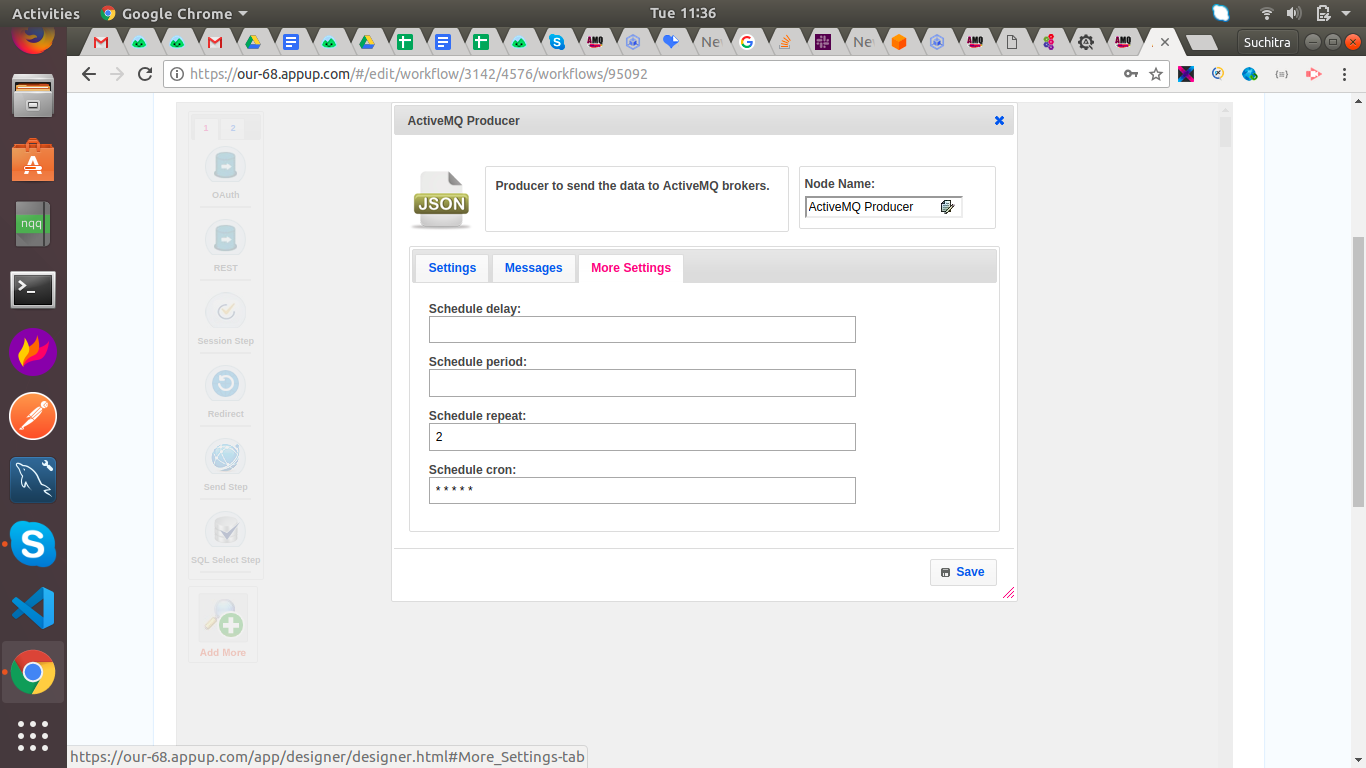 Activities Google Chrome Tue 11:36
Suchitra
https://our-68.appup.com/#/edit/workflow/3142/4576/workflows/95092
ActiveMQ Producer
1 2
OAuth
REST
Session Step
Redirect
Send Step
SQL Select Step
Add More
JSON
Producer to send the data to ActiveMQ brokers.
Node Name:
ActiveMQ Producer
Settings Messages More Settings
Schedule delay:
Schedule period:
Schedule repeat:
2
Schedule cron:
* * * * *
Save
nqq
https://our-68.appup.com/app/designer/designer.html#More_Settings-tab